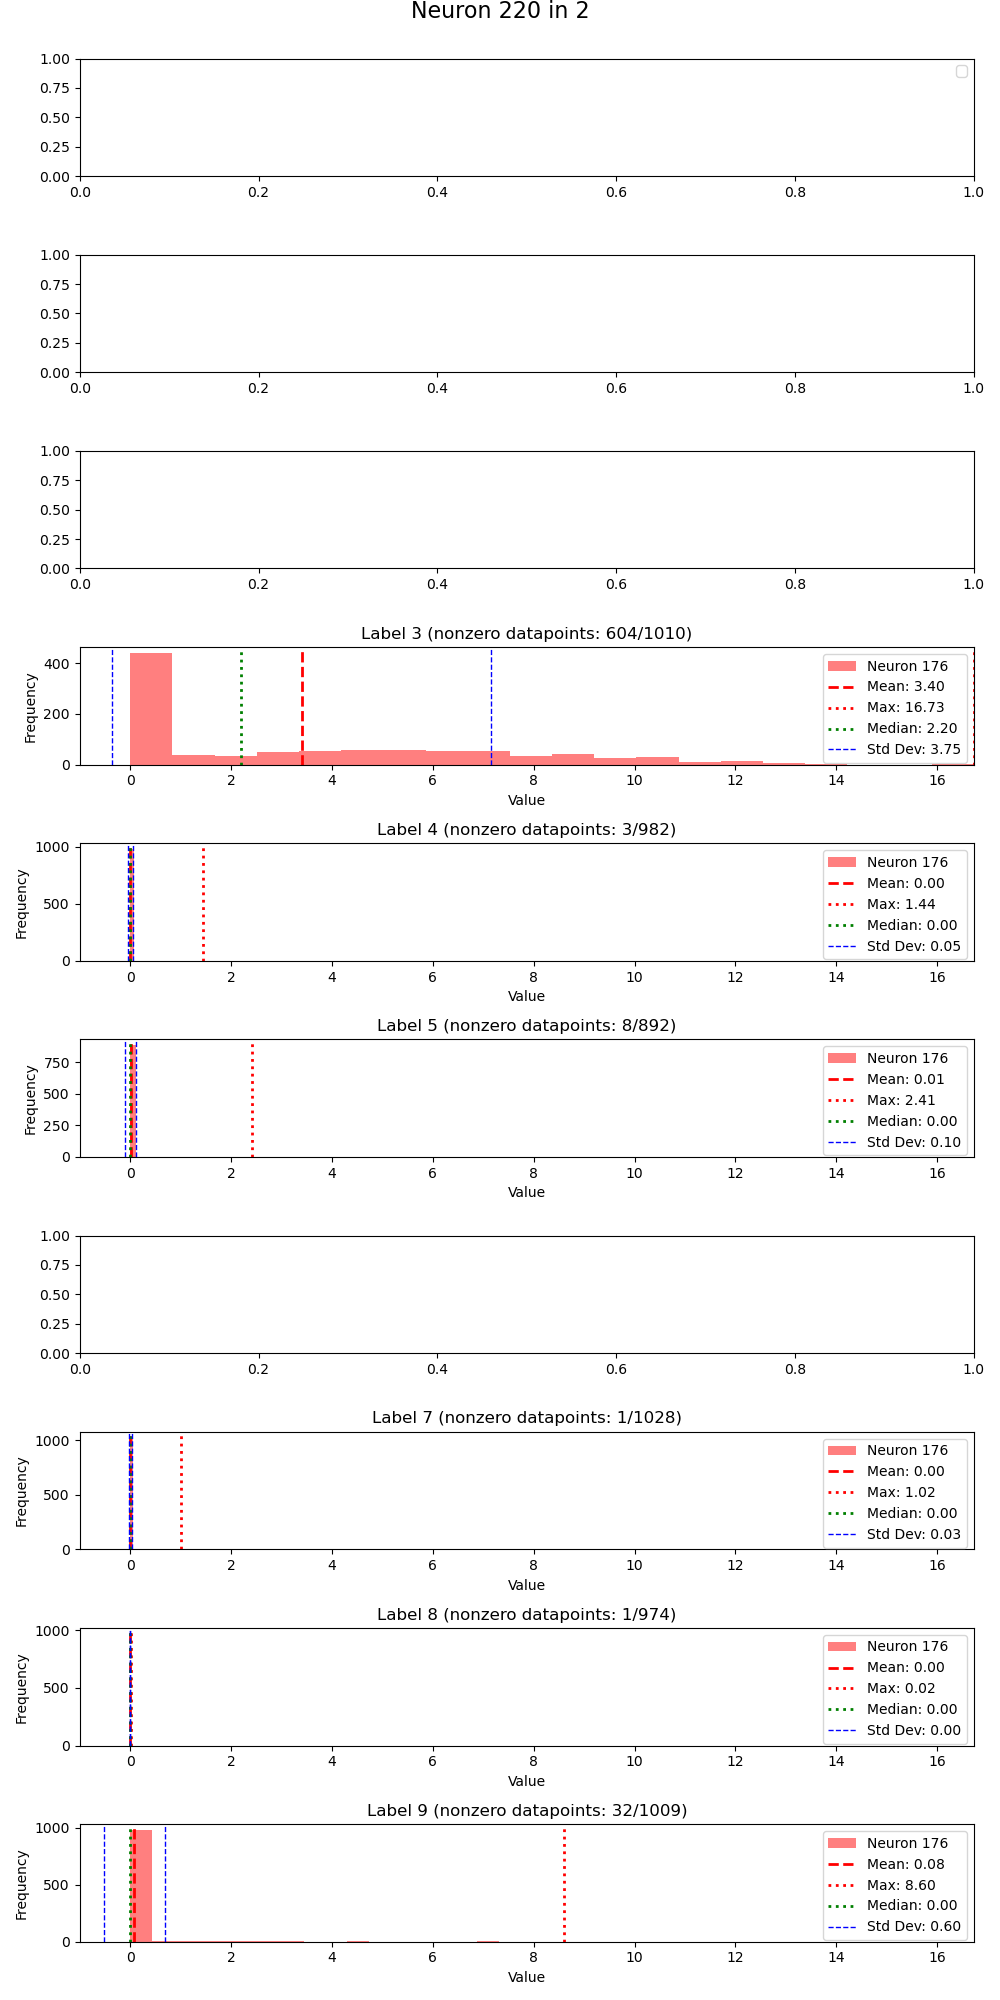 Neuron 220 in 2
1.00
0.75
0.50
0.25
0.00
0.0 0.2 0.4 0.6 0.8 1.0
1.00
0.75
0.50
0.25
0.00
0.0 0.2 0.4 0.6 0.8 1.0
1.00
0.75
0.50
0.25
0.00
0.0 0.2 0.4 0.6 0.8 1.0
Label 3 (nonzero datapoints: 604/1010)
Frequency
400
200
0
Neuron 176
Mean: 3.40
Max: 16.73
Median: 2.20
Std Dev: 3.75
0 2 4 6 8 10 12 14 16
Value
Label 4 (nonzero datapoints: 3/982)
Frequency
1000
500
0
Neuron 176
Mean: 0.00
Max: 1.44
Median: 0.00
Std Dev: 0.05
0 2 4 6 8 10 12 14 16
Value
Label 5 (nonzero datapoints: 8/892)
Frequency
750
500
250
0
Neuron 176
Mean: 0.01
Max: 2.41
Median: 0.00
Std Dev: 0.10
0 2 4 6 8 10 12 14 16
Value
1.00
0.75
0.50
0.25
0.00
0.0 0.2 0.4 0.6 0.8 1.0
Label 7 (nonzero datapoints: 1/1028)
Frequency
1000
500
0
Neuron 176
Mean: 0.00
Max: 1.02
Median: 0.00
Std Dev: 0.03
0 2 4 6 8 10 12 14 16
Value
Label 8 (nonzero datapoints: 1/974)
Frequency
1000
500
0
Neuron 176
Mean: 0.00
Max: 0.02
Median: 0.00
Std Dev: 0.00
0 2 4 6 8 10 12 14 16
Value
Label 9 (nonzero datapoints: 32/1009)
Frequency
1000
500
0
Neuron 176
Mean: 0.08
Max: 8.60
Median: 0.00
Std Dev: 0.60
0 2 4 6 8 10 12 14 16
Value